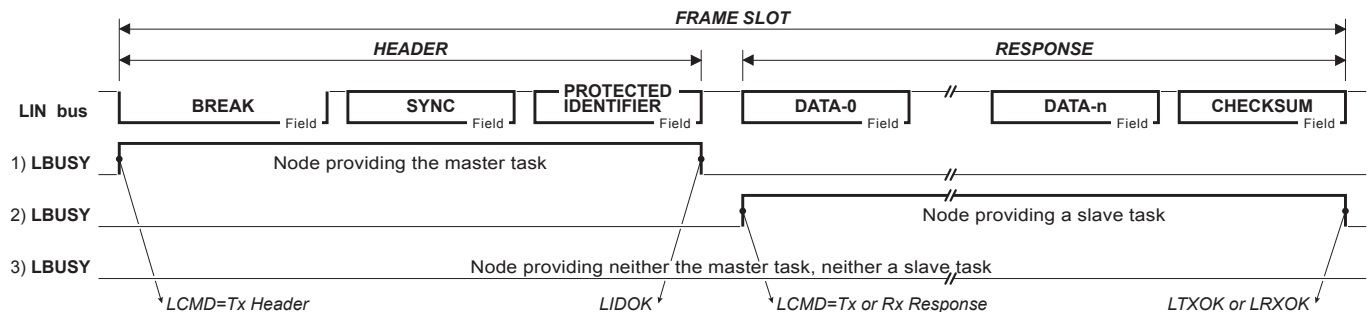 FRAME SLOT
HEADER RESPONSE
LIN bus BREAK Field SYNC Field PROTECTED IDENTIFIER Field DATA-0 Field DATA-n Field CHECKSUM Field
1) LBUSY Node providing the master task
2) LBUSY Node providing a slave task
3) LBUSY Node providing neither the master task, neither a slave task
LCMD=Tx Header LIDOK LCMD=Tx or Rx Response LTXOK or LRXOK